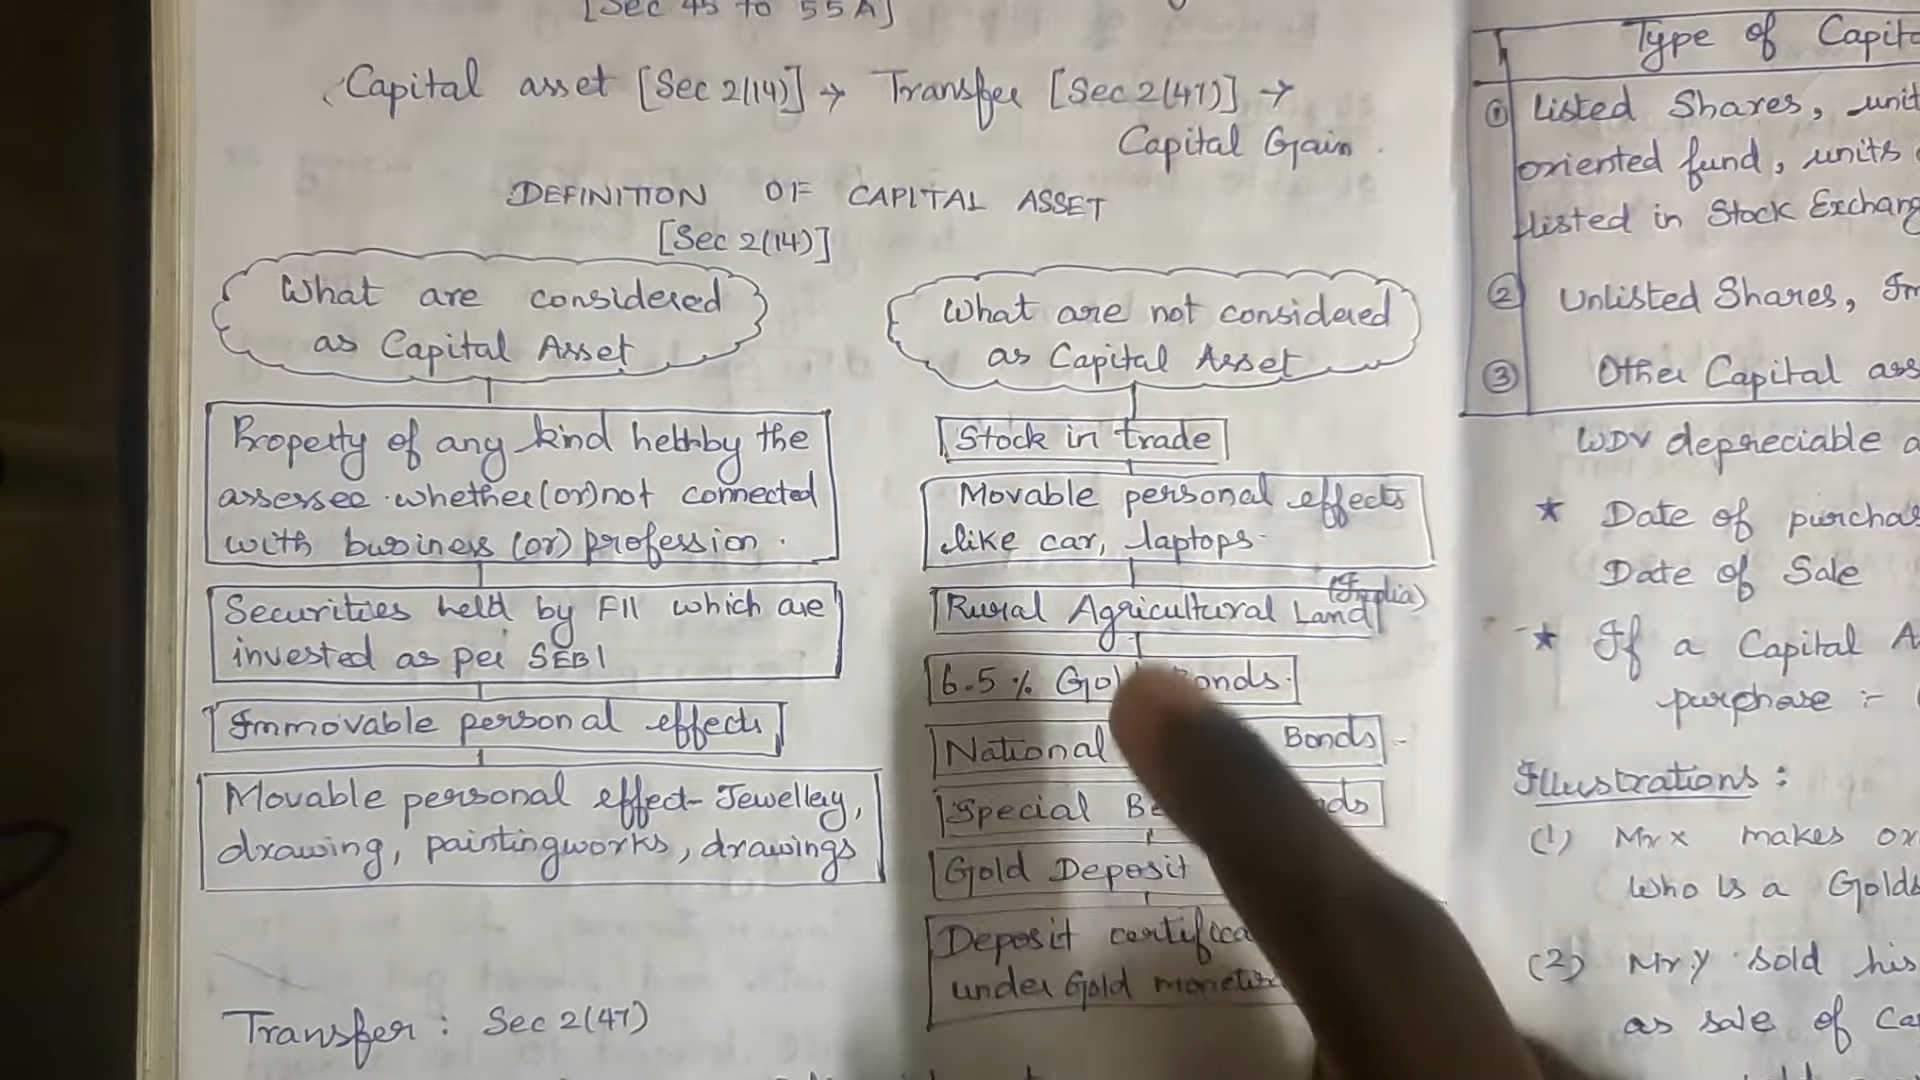 [Sec 45 to 55A]
Capital asset [Sec 2(14)] → Transfer [Sec 2(47)] →
Capital Gain.
DEFINITION OF CAPITAL ASSET
[Sec 2(14)]
What are considered
as Capital Asset
Property of any kind held by the
assessee whether (or) not connected
with business (or) profession.
Securities held by FII which are
invested as per SEBI
Immovable personal effects
Movable personal effect- Jewellery,
drawing, painting works, drawings
What are not considered
as Capital Asset
Stock in trade
Movable personal effects
like car, laptops-
Rural Agricultural Land (India)
6.5% Gold Bonds.
National Bonds -
Special
Gold Deposit
Deposit
under Gold
Transfer: Sec 2(47)
Type of
① Listed Shares,
oriented fund, units
listed in Stock
② Unlisted Shares,
③ Other Capital
WDV depreciable
★ Date of
Date of Sale
★ If a Capital
purphase :-
Illustrations :
(1) Mr x makes
who is a
(2) Mr.y sold his
as sale of